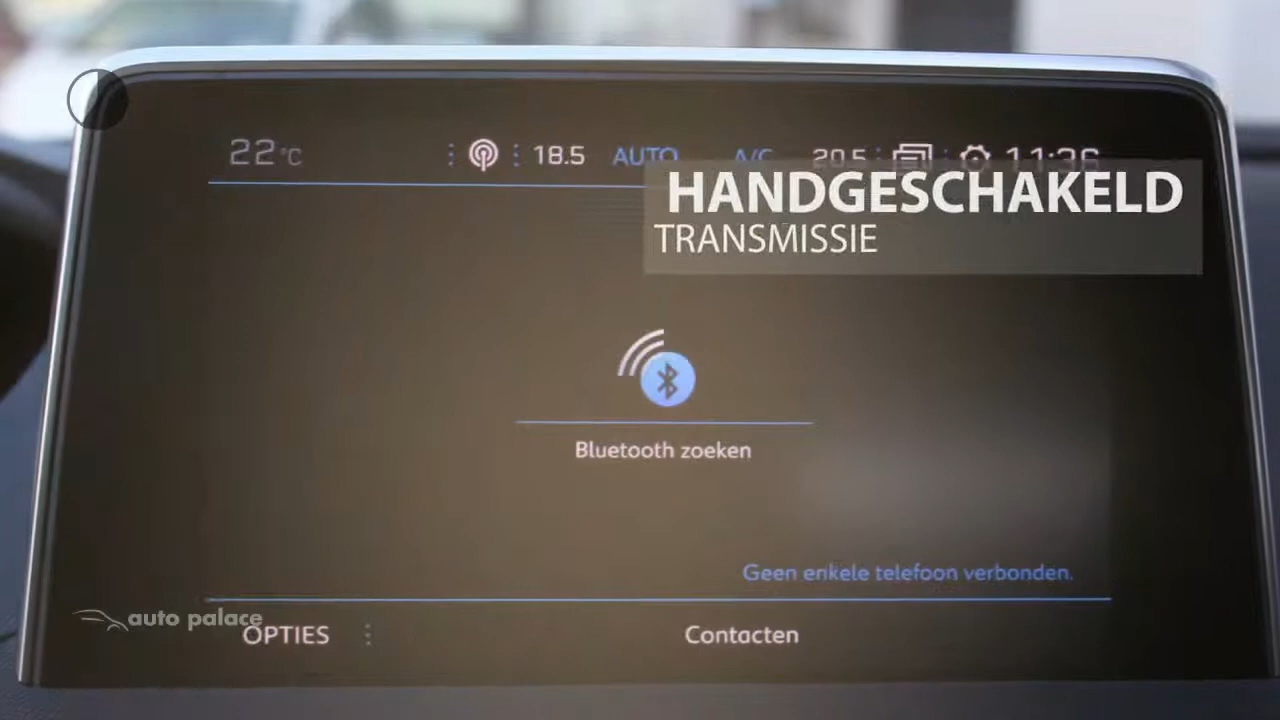 22°C 18.5 AUTO A/C 20.5 11:36
HANDGESCHAKELD
TRANSMISSIE
Bluetooth zoeken
Geen enkele telefoon verbonden.
auto palace
OPTIES Contacten